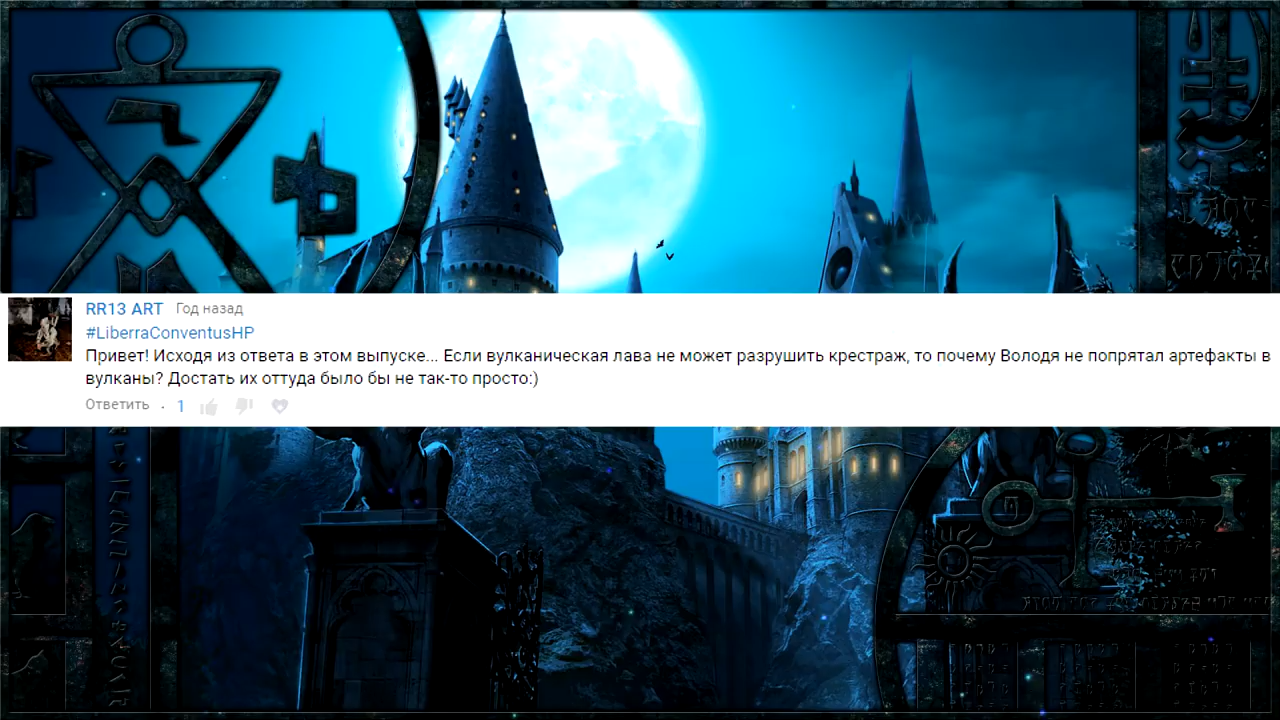 RR13 ART Год назад
#LiberraConventusHP
Привет! Исходя из ответа в этом выпуске... Если вулканическая лава не может разрушить крестраж, то почему Володя не попрятал артефакты в
вулканы? Достать их оттуда было бы не так-то просто:)
Ответить · 1